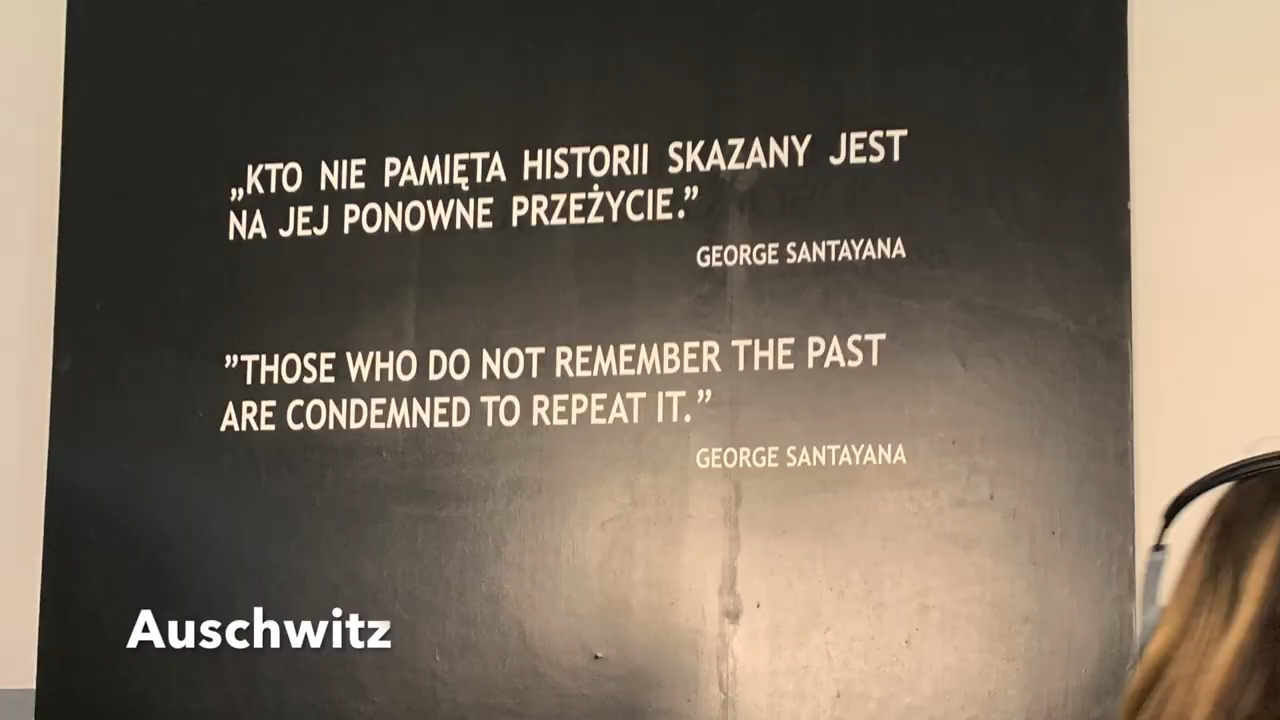 „KTO NIE PAMIĘTA HISTORII SKAZANY JEST
NA JEJ PONOWNE PRZEŻYCIE.”
GEORGE SANTAYANA
”THOSE WHO DO NOT REMEMBER THE PAST
ARE CONDEMNED TO REPEAT IT.”
GEORGE SANTAYANA
Auschwitz